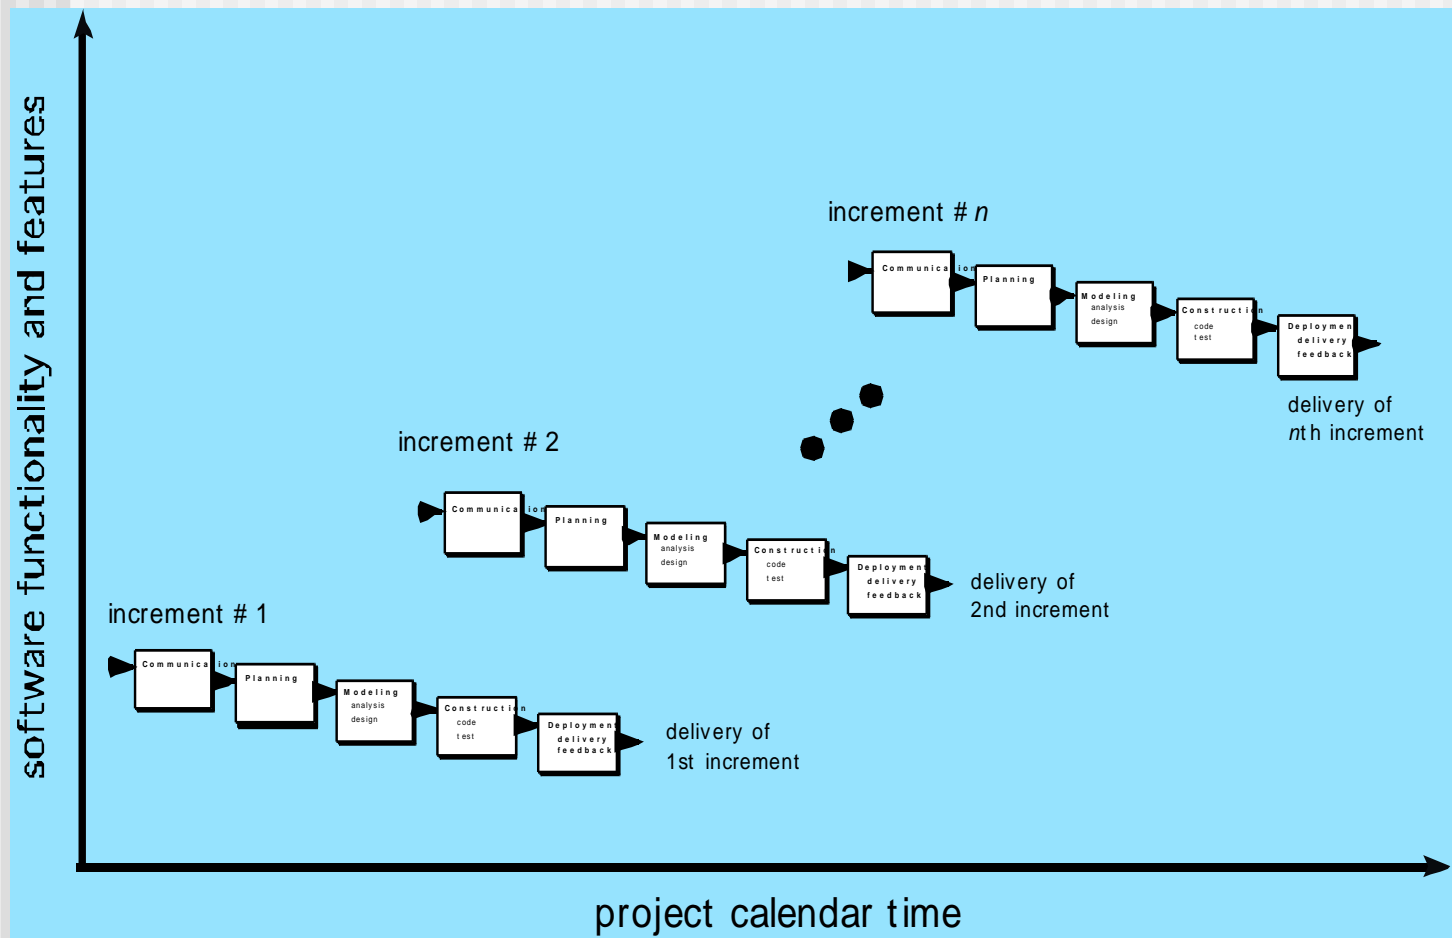 software functionality and features
increment # n
Communication
Planning
Modeling
analysis
design
Construction
code
test
Deployment
delivery
feedback
delivery of
nth increment
increment # 2
Communication
Planning
Modeling
analysis
design
Construction
code
test
Deployment
delivery
feedback
delivery of
2nd increment
increment # 1
Communication
Planning
Modeling
analysis
design
Construction
code
test
Deployment
delivery
feedback
delivery of
1st increment
project calendar time